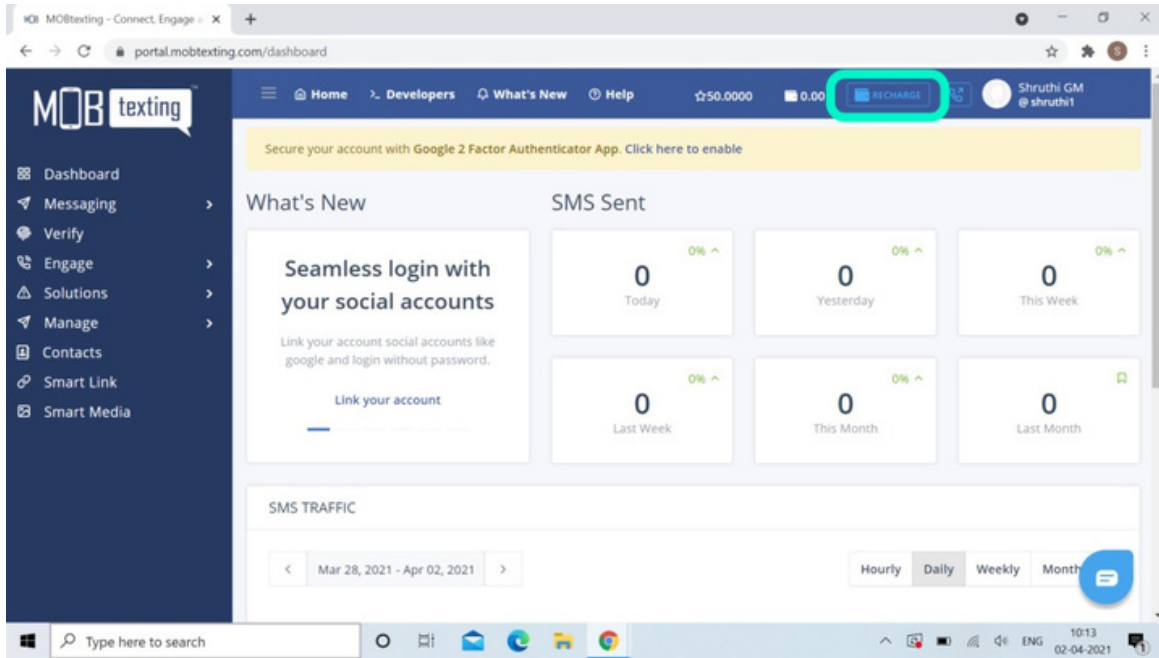 MOBtexting - Connect, Engage
portal.mobtexting.com/dashboard
S
MOB texting
Home
Developers
What's New
Help
50.0000
0.00
RECHARGE
Shruthi GM
@ shruthi1
Secure your account with Google 2 Factor Authenticator App. Click here to enable
Dashboard
Messaging
Verify
Engage
Solutions
Manage
Contacts
Smart Link
Smart Media
What's New
Seamless login with
your social accounts
Link your account social accounts like
google and login without password.
Link your account
SMS Sent
0%
0
Today
0%
0
Yesterday
0%
0
This Week
0%
0
Last Week
0%
0
This Month
0
Last Month
SMS TRAFFIC
Mar 28, 2021 - Apr 02, 2021
Hourly
Daily
Weekly
Month
Type here to search
ENG
10:13
02-04-2021
1